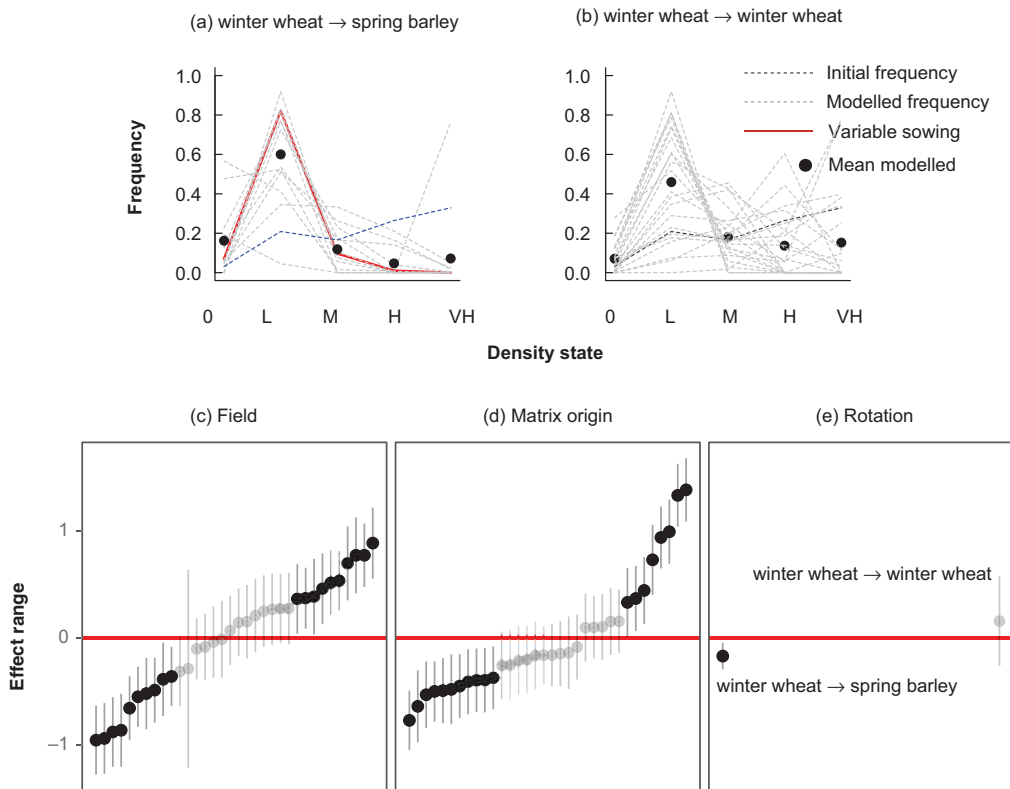 (a) winter wheat → spring barley
(b) winter wheat → winter wheat
1.0
0.8
0.6
0.4
0.2
0.0
Frequency
0 L M H VH
1.0
0.8
0.6
0.4
0.2
0.0
0 L M H VH
Initial frequency
Modelled frequency
Variable sowing
Mean modelled
Density state
(c) Field
(d) Matrix origin
(e) Rotation
Effect range
1
0
−1
winter wheat → winter wheat
winter wheat → spring barley